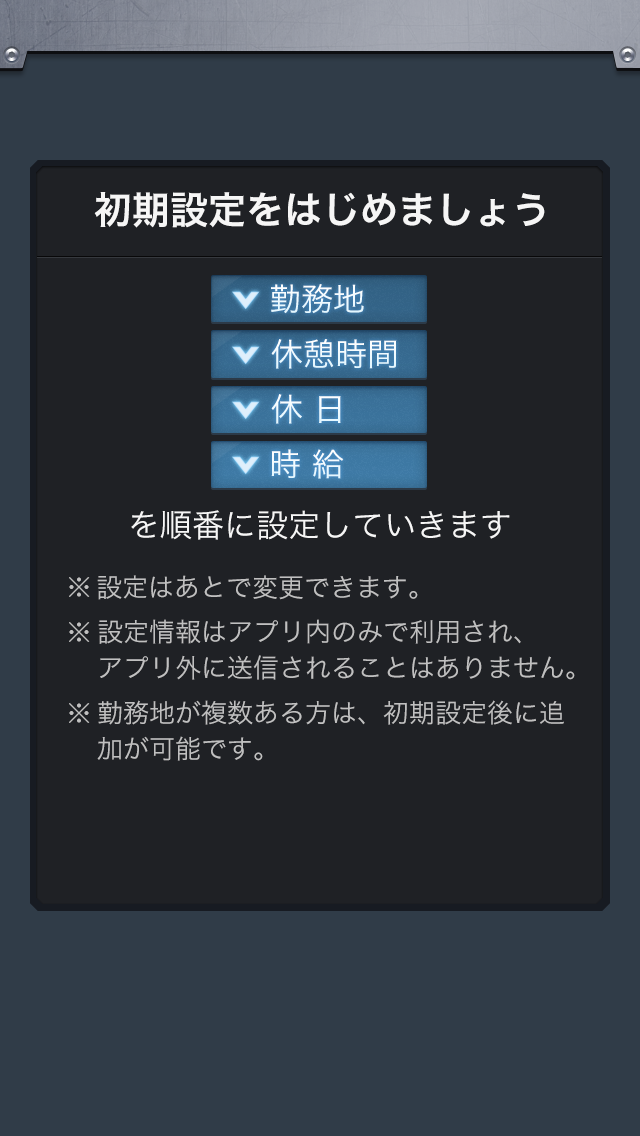 初期設定をはじめましょう
勤務地
休憩時間
休 日
時 給
を順番に設定していきます
※ 設定はあとで変更できます。
※ 設定情報はアプリ内のみで利用され、
アプリ外に送信されることはありません。
※ 勤務地が複数ある方は、初期設定後に追
加が可能です。